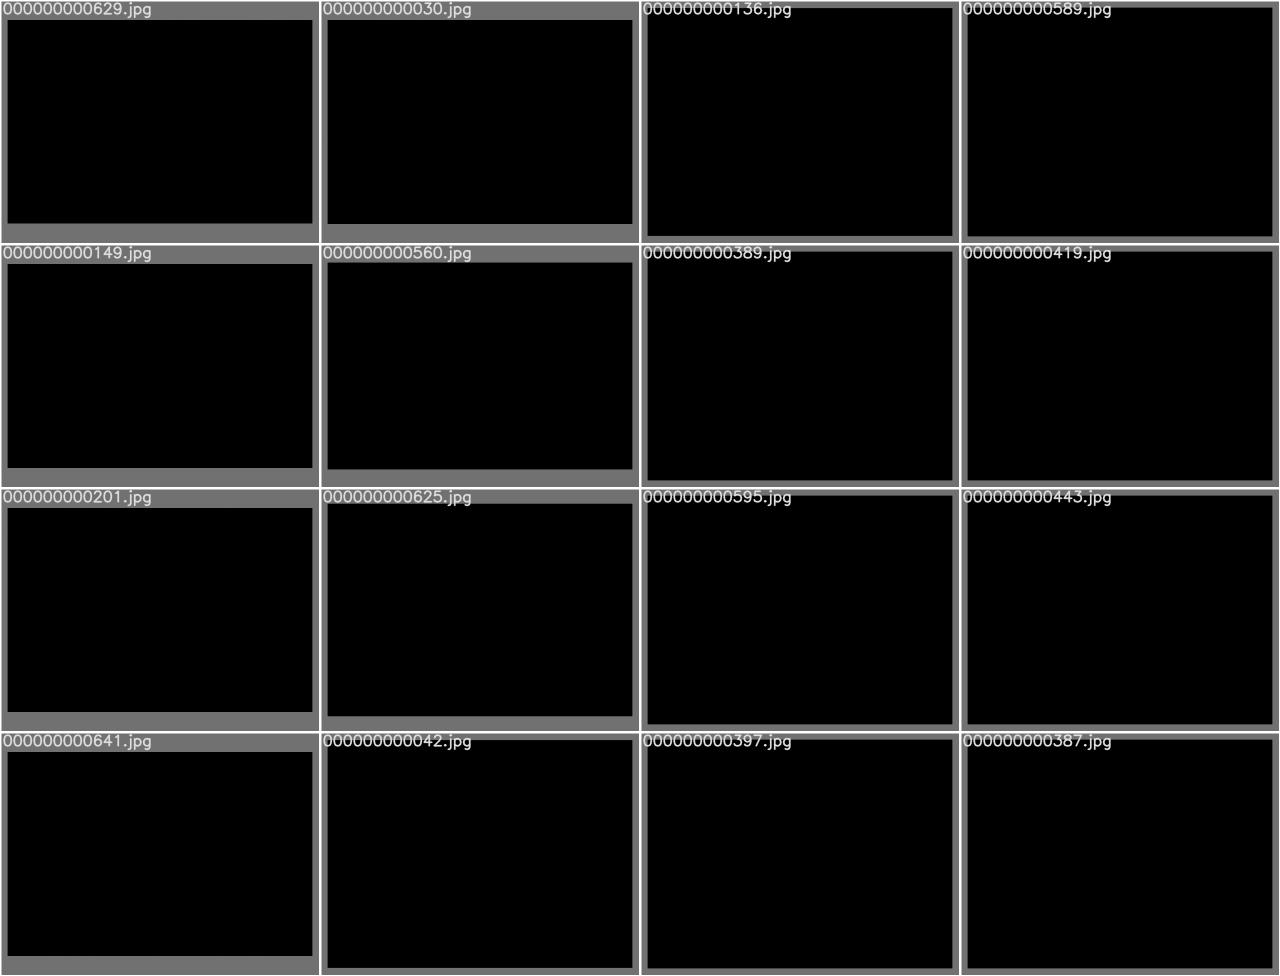 000000000629.jpg
000000000030.jpg
000000000136.jpg
000000000589.jpg
000000000149.jpg
000000000560.jpg
000000000389.jpg
000000000419.jpg
000000000201.jpg
000000000625.jpg
000000000595.jpg
000000000443.jpg
000000000641.jpg
000000000042.jpg
000000000397.jpg
000000000387.jpg